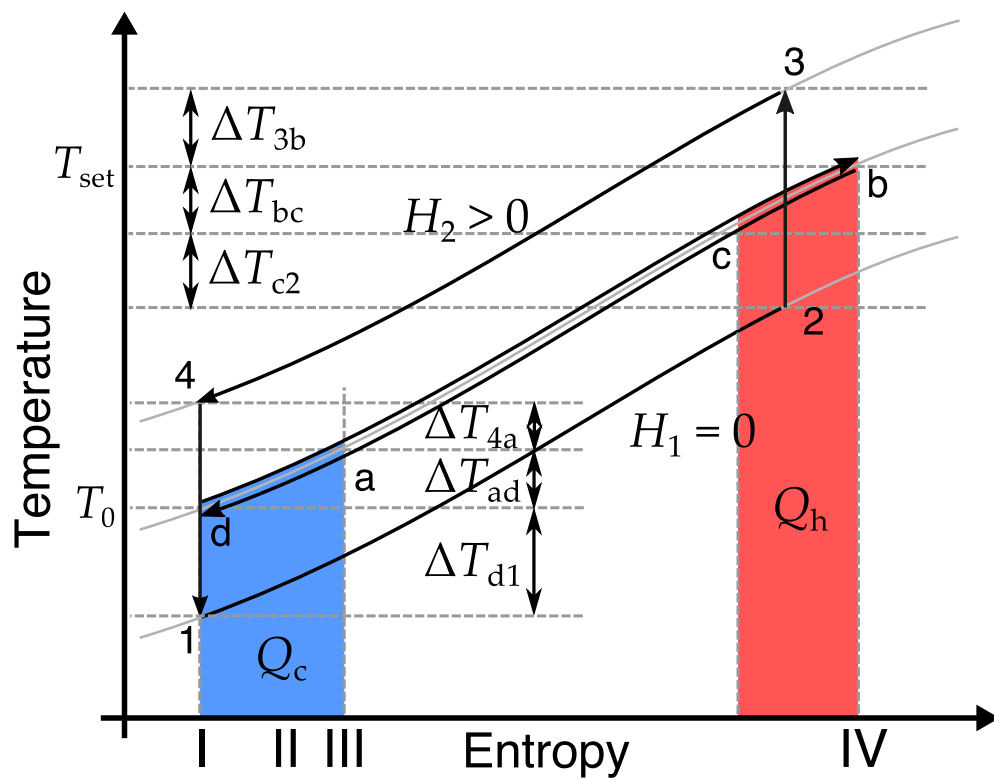 3
ΔT3b
Tset
b
ΔTbc
H2 > 0
c
ΔTc2
2
4
ΔT4a
H1 = 0
a
ΔTad
T0
Qh
d
ΔTd1
1
Qc
Temperature
I II III Entropy IV